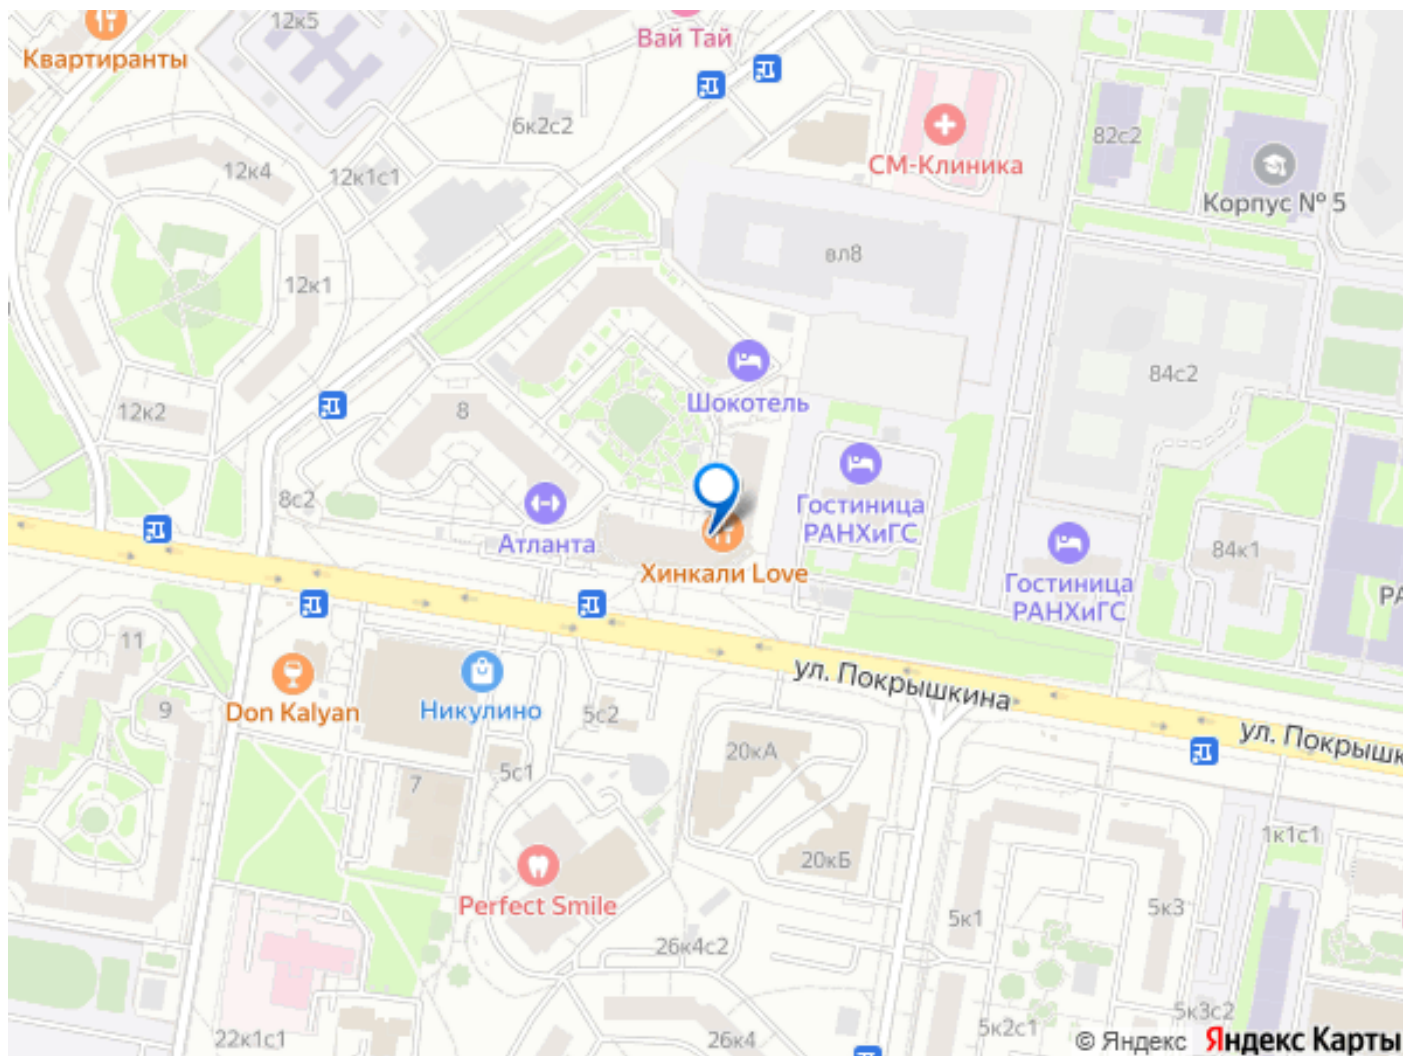 12к5
Вай Тай
Квартиранты
6к2с2
82с2
СМ-Клиника
12к4
12к1с1
Корпус № 5
вл8
12к1
84с2
Шокотель
12к2
8
8с2
Гостиница
РАНХиГС
Атланта
84к1
Хинкали Love
Гостиница
РАНХиГС
РА
11
ул. Покрышкина
9
Don Kalyan
Никулино
5с2
ул. Покрышк
20кА
5с1
7
1к1с1
20кБ
Perfect Smile
5к1
5к3
26к4с2
5к3с2
22к1с1
26к4
5к2с1
© Яндекс Яндекс Карты